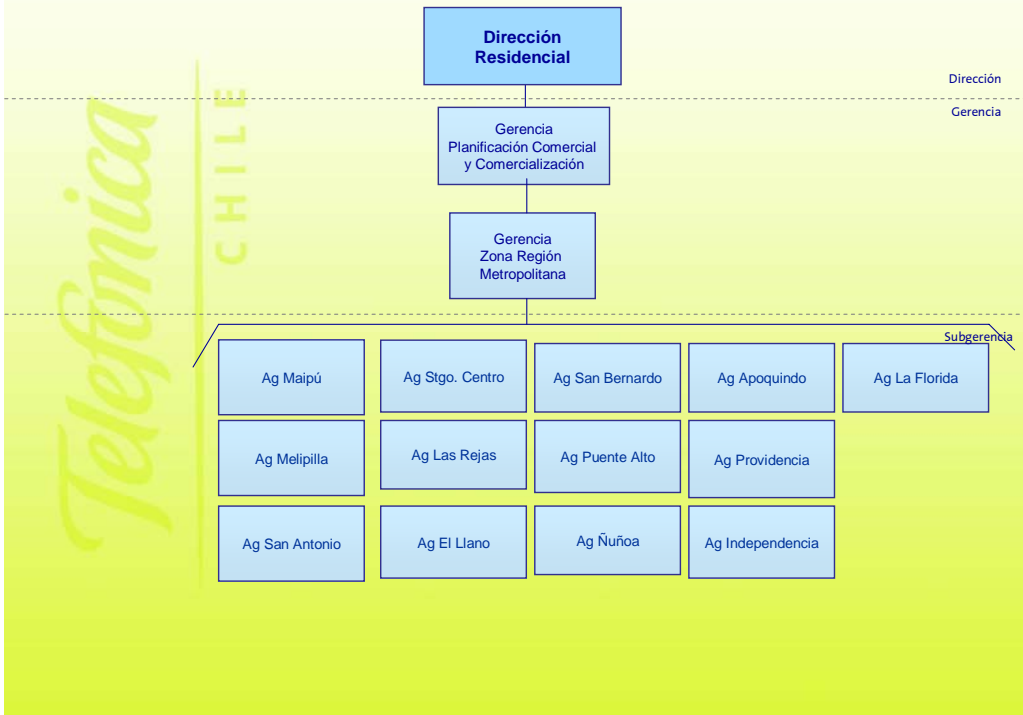 Dirección
Residencial
Dirección
Gerencia
Gerencia
Planificación Comercial
y Comercialización
Gerencia
Zona Región
Metropolitana
Subgerencia
Ag Maipú
Ag Stgo. Centro
Ag San Bernardo
Ag Apoquindo
Ag La Florida
Ag Melipilla
Ag Las Rejas
Ag Puente Alto
Ag Providencia
Ag San Antonio
Ag El Llano
Ag Ñuñoa
Ag Independencia
Telefónica
CHILE